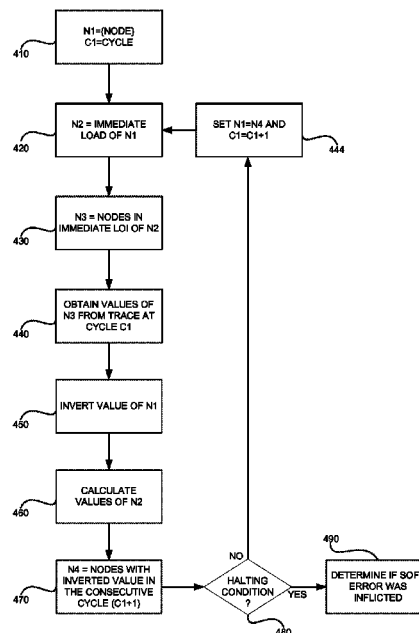 N1={NODE}
C1=CYCLE
410
N2 = IMMEDIATE
LOAD OF N1
420
SET N1=N4 AND
C1=C1+1
444
N3 = NODES IN
IMMEDIATE LOI OF N2
430
OBTAIN VALUES OF
N3 FROM TRACE AT
CYCLE C1
440
INVERT VALUE OF N1
450
CALCULATE
VALUES OF N2
460
N4 = NODES WITH
INVERTED VALUE IN
THE CONSECUTIVE
CYCLE (C1+1)
470
NO
HALTING
CONDITION
?
YES
480
490
DETERMINE IF SOF
ERROR WAS
INFLICTED